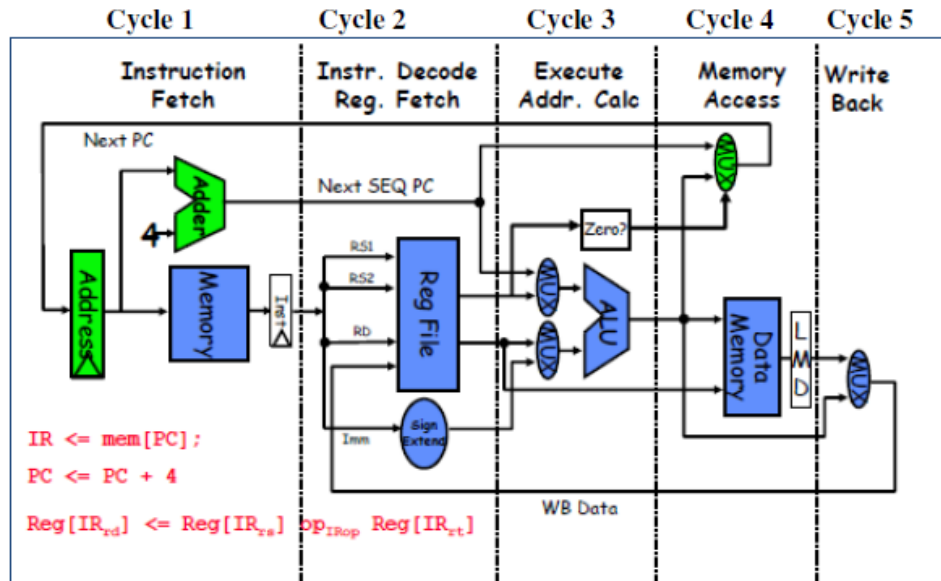 Cycle 1 Cycle 2 Cycle 3 Cycle 4 Cycle 5
Instruction Fetch
Instr. Decode Reg. Fetch
Execute Addr. Calc
Memory Access
Write Back
Next PC
Adder
4
Next SEQ PC
Address
Memory
Inst
RS1
RS2
RD
Imm
Reg File
Sign Extend
Zero?
MUX
MUX
ALU
MUX
Data Memory
L M D
MUX
WB Data
IR <= mem[PC];
PC <= PC + 4
Reg[IRrd] <= Reg[IRrs] opIRop Reg[IRrt]